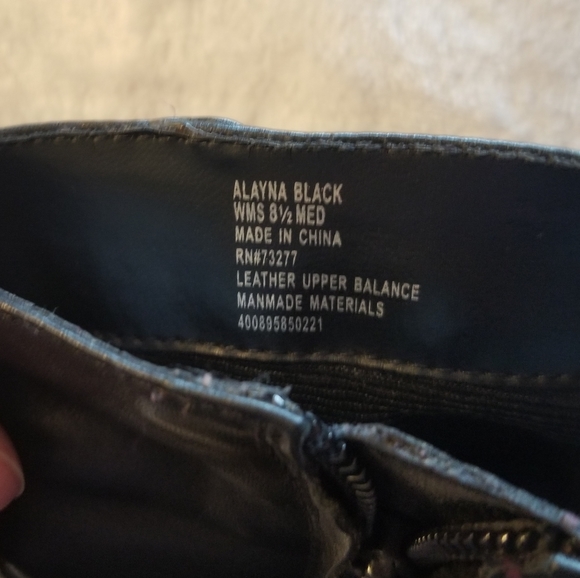 ALAYNA BLACK
WMS 8½ MED
MADE IN CHINA
RN#73277
LEATHER UPPER BALANCE
MANMADE MATERIALS
400895850221